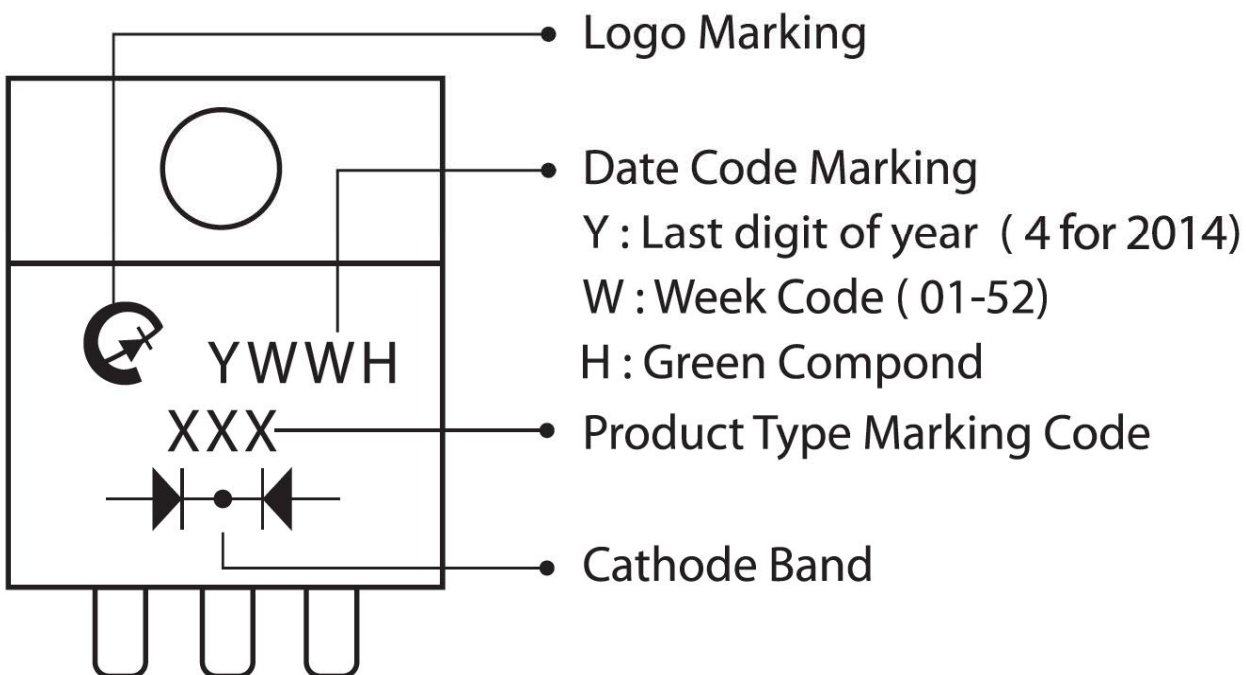 Logo Marking
Date Code Marking
Y : Last digit of year ( 4 for 2014)
W : Week Code ( 01-52)
H : Green Compond
YWWH
XXX
Product Type Marking Code
Cathode Band